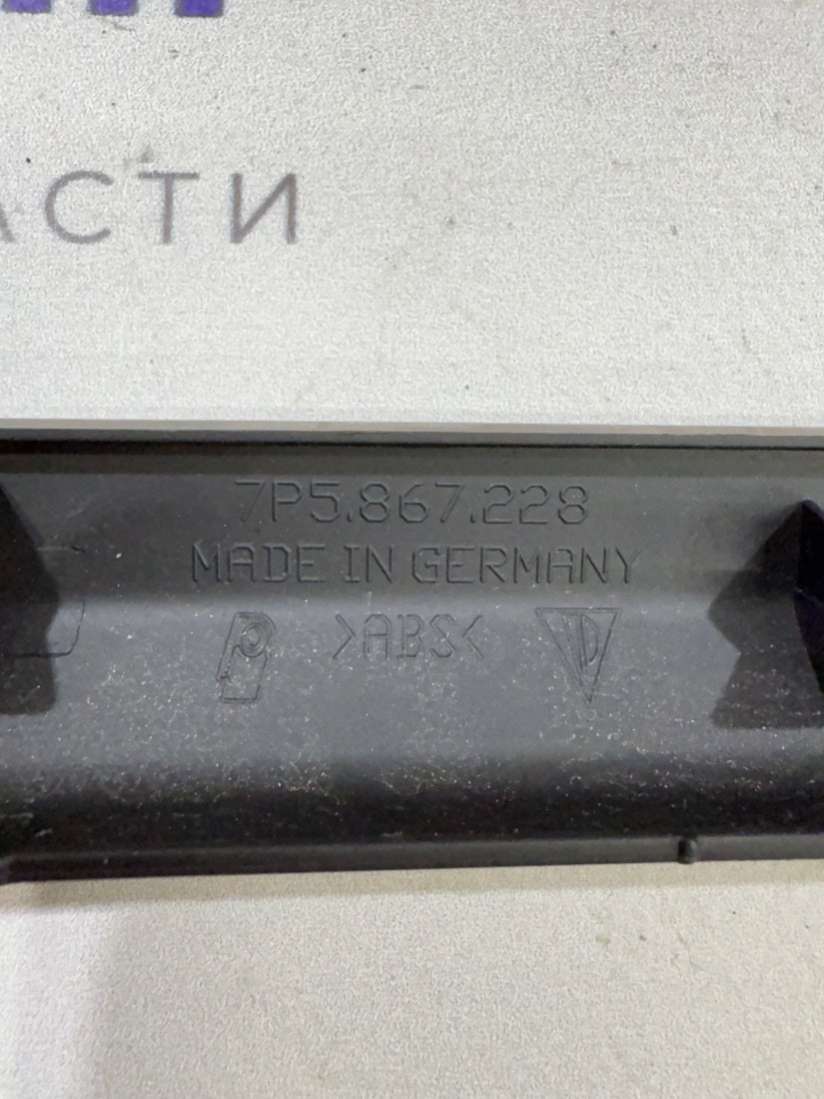 АСТИ
7P5.867.228
MADE IN GERMANY
>ABS<